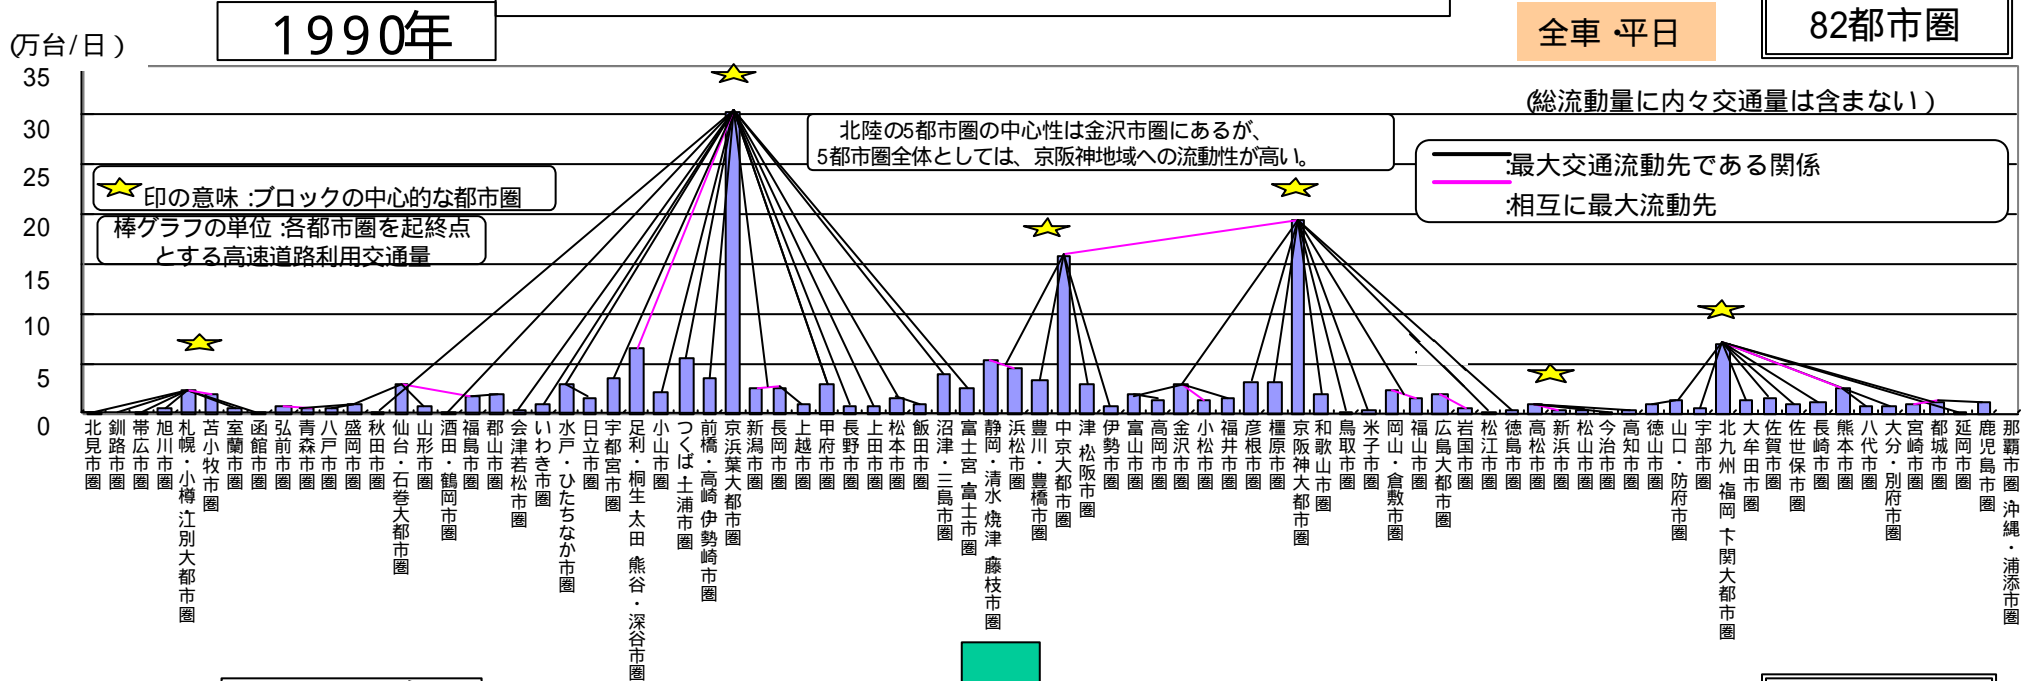 1990年
全車・平日
82都市圏
(万台/日)
35
30
25
20
15
10
5
0
(総流動量に内々交通量は含まない)
北陸の5都市圏の中心性は金沢市圏にあるが、
5都市圏全体としては、京阪神地域への流動性が高い。
:最大交通流動先である関係
:相互に最大流動先
印の意味:ブロックの中心的な都市圏
棒グラフの単位:各都市圏を起終点
とする高速道路利用交通量
北見市圏
釧路市圏
帯広市圏
旭川市圏
札幌・小樽・江別大都市圏
苫小牧市圏
室蘭市圏
函館市圏
弘前市圏
青森市圏
八戸市圏
盛岡市圏
秋田市圏
仙台・石巻大都市圏
山形市圏
酒田・鶴岡市圏
福島市圏
郡山市圏
会津若松市圏
いわき市圏
水戸・ひたちなか市圏
日立市圏
宇都宮市圏
足利・桐生・太田・熊谷・深谷市圏
小山市圏
つくば・土浦市圏
前橋・高崎・伊勢崎市圏
京浜葉大都市圏
新潟市圏
長岡市圏
上越市圏
甲府市圏
長野市圏
上田市圏
松本市圏
飯田市圏
沼津・三島市圏
富士宮・富士市圏
静岡・清水・焼津・藤枝市圏
浜松市圏
豊川・豊橋市圏
中京大都市圏
津・松阪市圏
伊勢市圏
富山市圏
高岡市圏
金沢市圏
小松市圏
福井市圏
彦根市圏
橿原市圏
京阪神大都市圏
和歌山市圏
鳥取市圏
米子市圏
岡山・倉敷市圏
福山市圏
広島大都市圏
岩国市圏
松江市圏
徳島市圏
高松市圏
新浜市圏
松山市圏
今治市圏
高知市圏
徳山市圏
山口・防府市圏
宇部市圏
北九州・福岡・下関大都市圏
大牟田市圏
佐賀市圏
佐世保市圏
長崎市圏
熊本市圏
八代市圏
大分・別府市圏
宮崎市圏
都城市圏
延岡市圏
鹿児島市圏
那覇市圏・沖縄・浦添市圏